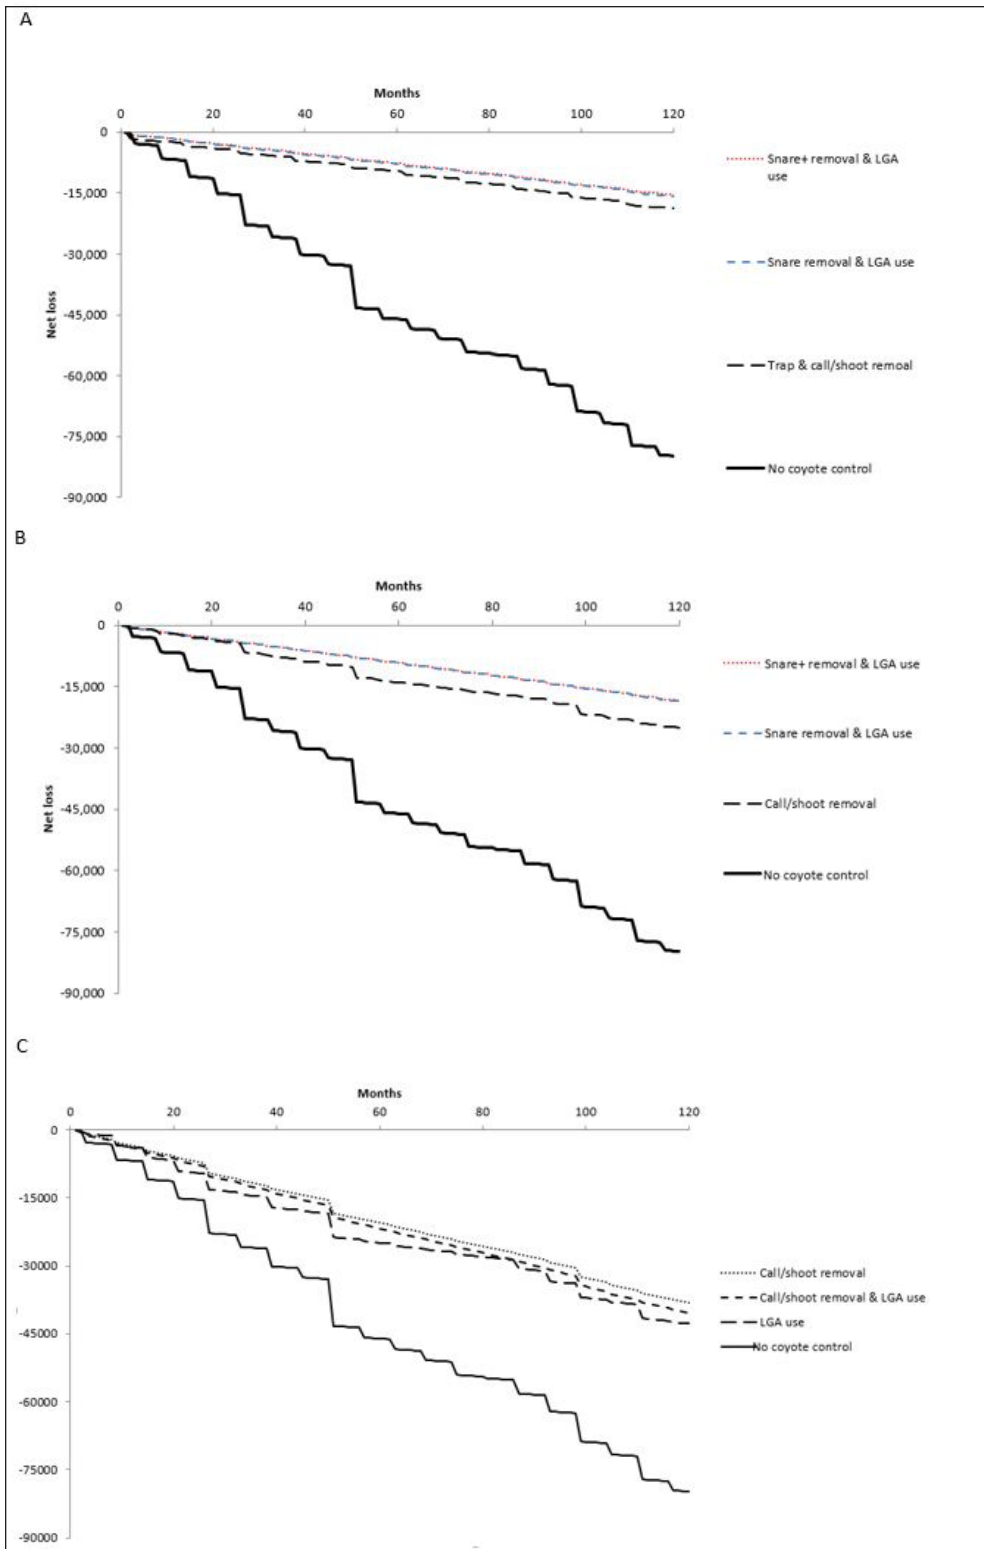 A
Months
0 20 40 60 80 100 120
0
-15,000
-30,000
-45,000
-60,000
-75,000
-90,000
Net loss
Snare+ removal & LGA
use
Snare removal & LGA use
Trap & call/shoot remoal
No coyote control
B
Months
0 20 40 60 80 100 120
0
-15,000
-30,000
-45,000
-60,000
-75,000
-90,000
Net loss
Snare+ removal & LGA use
Snare removal & LGA use
Call/shoot removal
No coyote control
C
Months
0 20 40 60 80 100 120
0
-15000
-30000
-45000
-60000
-75000
-90000
Call/shoot removal
Call/shoot removal & LGA use
LGA use
No coyote control